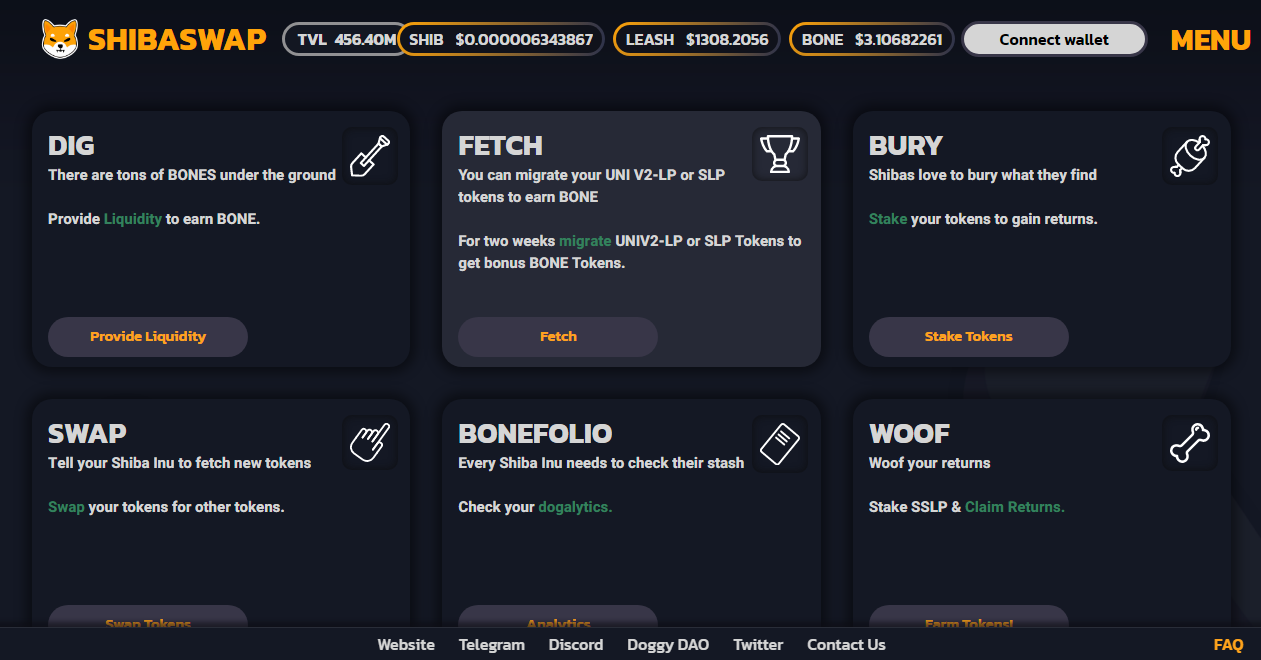 SHIBASWAP
TVL 456.40M
SHIB $0.000006343867
LEASH $1308.2056
BONE $3.10682261
Connect wallet
MENU
DIG
There are tons of BONES under the ground
Provide Liquidity to earn BONE.
Provide Liquidity
FETCH
You can migrate your UNI V2-LP or SLP
tokens to earn BONE
For two weeks migrate UNIV2-LP or SLP Tokens to
get bonus BONE Tokens.
Fetch
BURY
Shibas love to bury what they find
Stake your tokens to gain returns.
Stake Tokens
SWAP
Tell your Shiba Inu to fetch new tokens
Swap your tokens for other tokens.
Swap Tokens
BONEFOLIO
Every Shiba Inu needs to check their stash
Check your dogalytics.
Analytics
WOOF
Woof your returns
Stake SSLP & Claim Returns.
Farm Tokens!
Website
Telegram
Discord
Doggy DAO
Twitter
Contact Us
FAQ